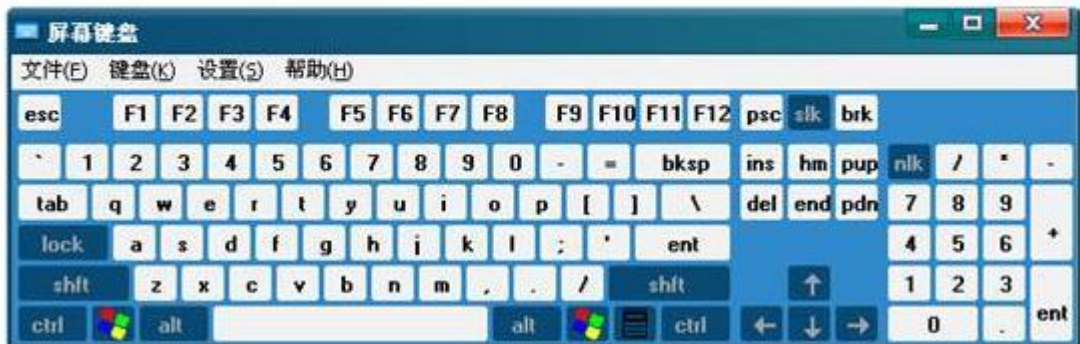 屏幕键盘
文件(F) 键盘(K) 设置(S) 帮助(H)
esc F1 F2 F3 F4 F5 F6 F7 F8 F9 F10 F11 F12 psc slk brk
` 1 2 3 4 5 6 7 8 9 0 - = bksp ins hm pup nlk / * -
tab q w e r t y u i o p [ ] \ del end pdn 7 8 9
lock a s d f g h j k l ; ' ent 4 5 6 +
shft z x c v b n m , . / shft ↑ 1 2 3
ctrl alt alt ctrl ← ↓ → 0 . ent